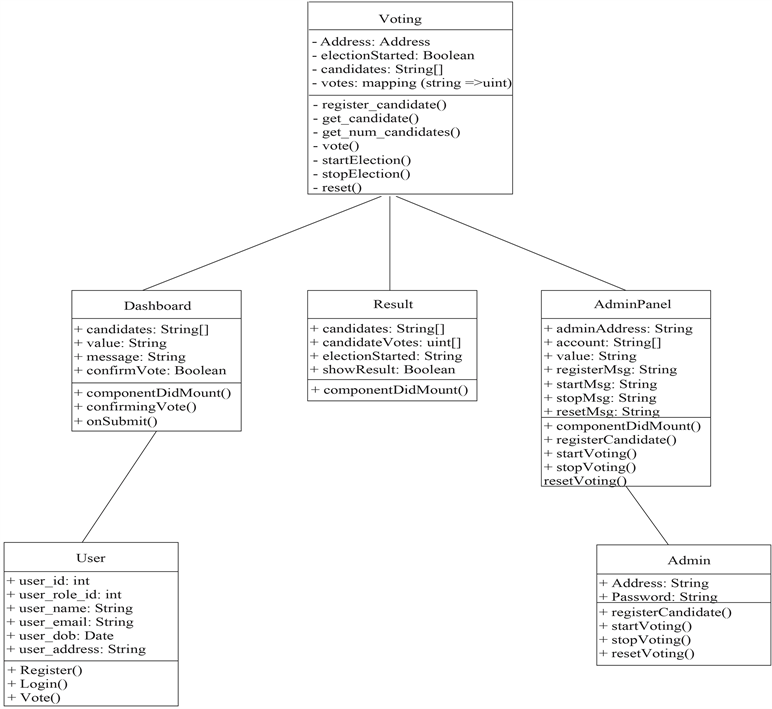 Voting
- Address: Address
- electionStarted: Boolean
- candidates: String[]
- votes: mapping (string =>uint)
- register_candidate()
- get_candidate()
- get_num_candidates()
- vote()
- startElection()
- stopElection()
- reset()
Dashboard
+ candidates: String[]
+ value: String
+ message: String
+ confirmVote: Boolean
+ componentDidMount()
+ confirmingVote()
+ onSubmit()
Result
+ candidates: String[]
+ candidateVotes: uint[]
+ electionStarted: String
+ showResult: Boolean
+ componentDidMount()
AdminPanel
+ adminAddress: String
+ account: String[]
+ value: String
+ registerMsg: String
+ startMsg: String
+ stopMsg: String
+ resetMsg: String
+ componentDidMount()
+ registerCandidate()
+ startVoting()
+ stopVoting()
resetVoting()
User
+ user_id: int
+ user_role_id: int
+ user_name: String
+ user_email: String
+ user_dob: Date
+ user_address: String
+ Register()
+ Login()
+ Vote()
Admin
+ Address: String
+ Password: String
+ registerCandidate()
+ startVoting()
+ stopVoting()
+ resetVoting()